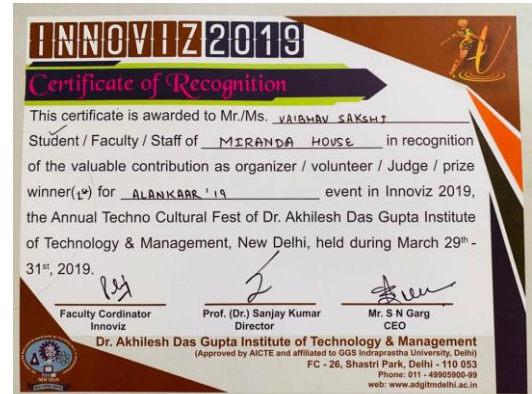 INNOVIZ 2019
Certificate of Recognition
This certificate is awarded to Mr./Ms. VAIBHAV SAKSHI
Student / Faculty / Staff of MIRANDA HOUSE in recognition
of the valuable contribution as organizer / volunteer / Judge / prize
winner(1st) for ALANKAAR '19 event in Innoviz 2019,
the Annual Techno Cultural Fest of Dr. Akhilesh Das Gupta Institute
of Technology & Management, New Delhi, held during March 29th -
31st, 2019.
Faculty Cordinator Prof. (Dr.) Sanjay Kumar Mr. S N Garg
Innoviz Director CEO
Dr. Akhilesh Das Gupta Institute of Technology & Management
(Approved by AICTE and affiliated to GGS Indraprastha University, Delhi)
FC - 26, Shastri Park, Delhi - 110 053
Phone: 011 - 49905900-99
web: www.adgitmdelhi.ac.in
NEW DELHI